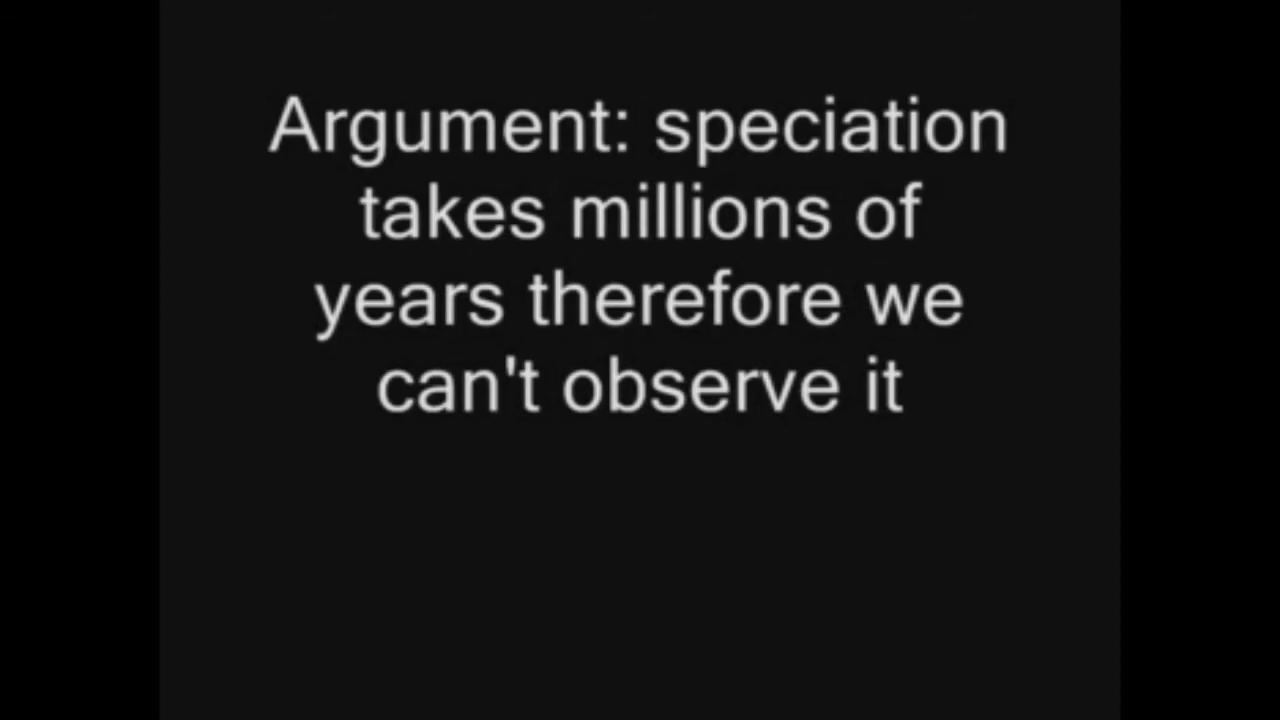 Argument: speciation
takes millions of
years therefore we
can't observe it